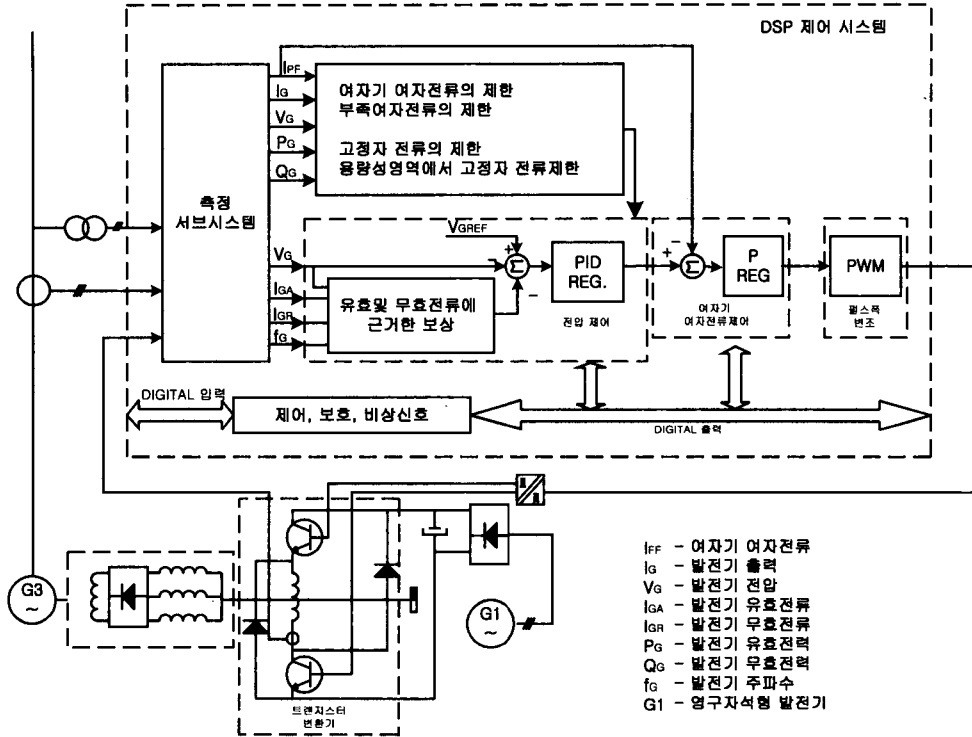 DSP 제어 시스템
IPF
IG
VG
PG
QG
여자기 여자전류의 제한
부족여자전류의 제한
고정자 전류의 제한
용량성영역에서 고정자 전류제한
측정
서브시스템
VGREF
VG
IGA
IGR
fG
+
−
Σ
유효및 무효전류에
근거한 보상
PID
REG.
전압 제어
−
+
Σ
P
REG
여자기
여자전류제어
PWM
펄스폭
변조
DIGITAL 입력
제어, 보호, 비상신호
DIGITAL 출력
G3
~
G1
~
트랜지스터
변환기
IFF – 여자기 여자전류
IG – 발전기 출력
VG – 발전기 전압
IGA – 발전기 유효전류
IGR – 발전기 무효전류
PG – 발전기 유효전력
QG – 발전기 무효전력
fG – 발전기 주파수
G1 – 영구자석형 발전기